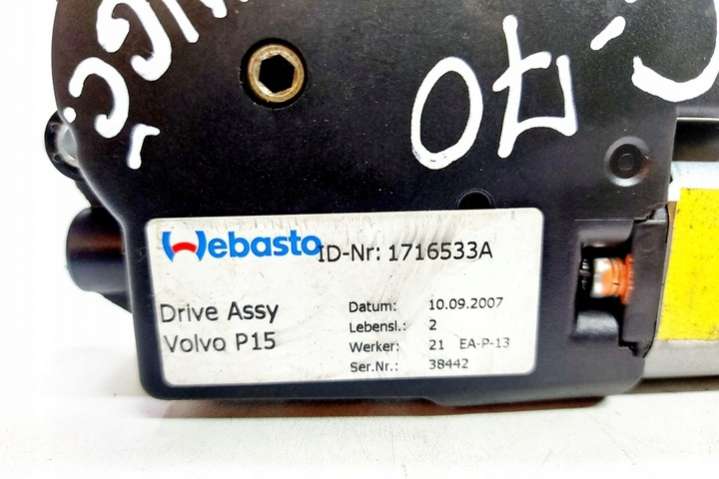 C70
Webasto ID-Nr: 1716533A
Drive Assy
Volvo P15
Datum: 10.09.2007
Lebensl.: 2
Werker: 21 EA-P-13
Ser.Nr.: 38442